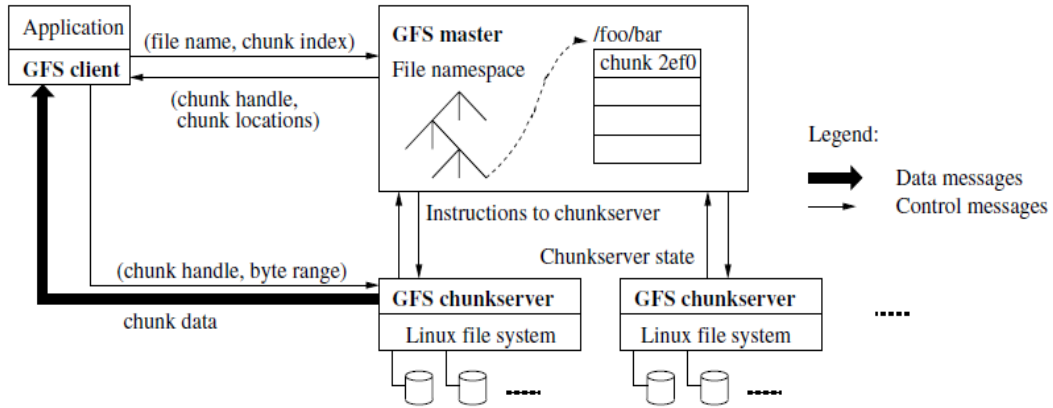 Application
GFS client
(file name, chunk index)
(chunk handle,
chunk locations)
GFS master
File namespace
/foo/bar
chunk 2ef0
Legend:
Data messages
Control messages
Instructions to chunkserver
Chunkserver state
(chunk handle, byte range)
chunk data
GFS chunkserver
Linux file system
GFS chunkserver
Linux file system